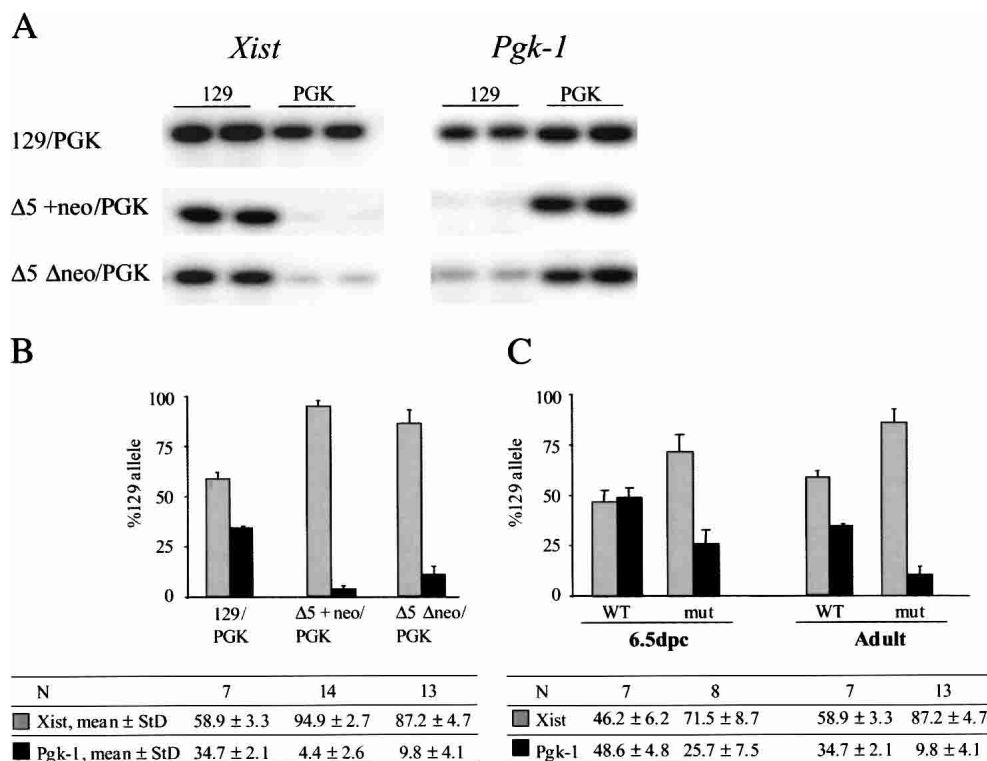 A
Xist Pgk-1
129 PGK 129 PGK
129/PGK
Δ5 +neo/PGK
Δ5 Δneo/PGK
B
100
75
50
25
0
%129 allele
129/
PGK
Δ5 + neo/
PGK
Δ5 Δneo/
PGK
N 7 14 13
Xist, mean ± StD 58.9 ± 3.3 94.9 ± 2.7 87.2 ± 4.7
Pgk-1, mean ± StD 34.7 ± 2.1 4.4 ± 2.6 9.8 ± 4.1
C
100
75
50
25
0
%129 allele
WT mut WT mut
6.5dpc Adult
N 7 8 7 13
Xist 46.2 ± 6.2 71.5 ± 8.7 58.9 ± 3.3 87.2 ± 4.7
Pgk-1 48.6 ± 4.8 25.7 ± 7.5 34.7 ± 2.1 9.8 ± 4.1